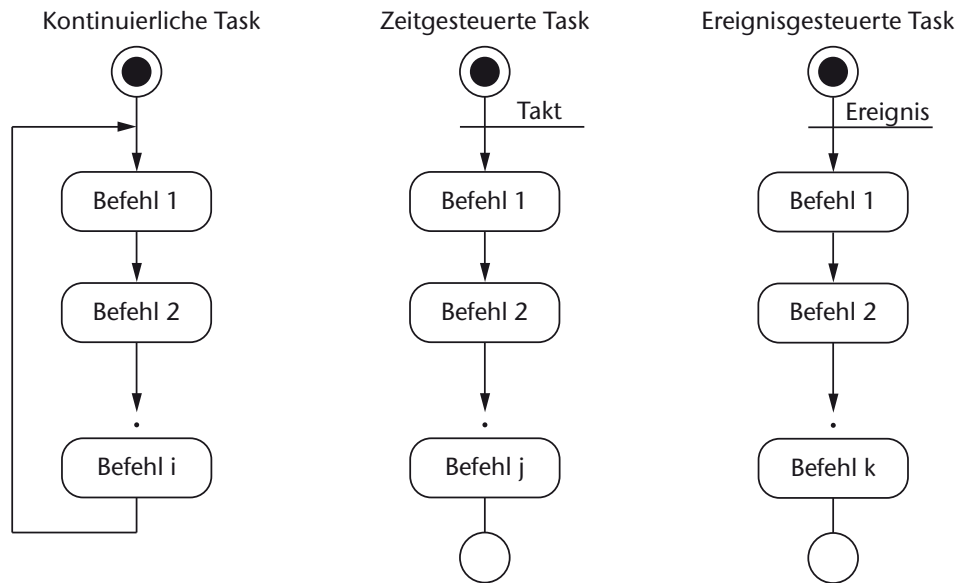 Kontinuierliche Task
Zeitgesteuerte Task
Ereignisgesteuerte Task
Takt
Ereignis
Befehl 1
Befehl 1
Befehl 1
Befehl 2
Befehl 2
Befehl 2
Befehl i
Befehl j
Befehl k